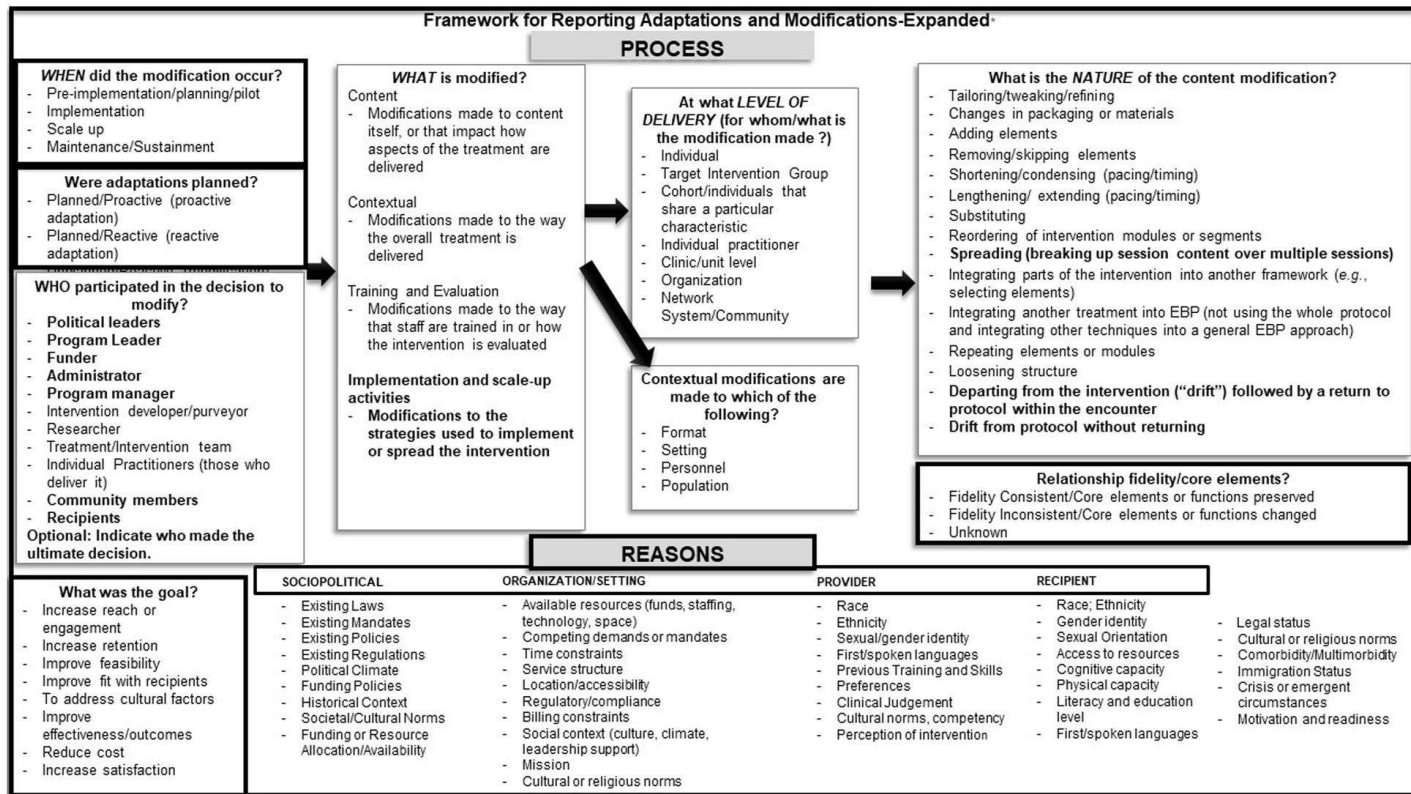 Framework for Reporting Adaptations and Modifications-Expanded*
PROCESS
WHEN did the modification occur?
- Pre-implementation/planning/pilot
- Implementation
- Scale up
- Maintenance/Sustainment
Were adaptations planned?
- Planned/Proactive (proactive
adaptation)
- Planned/Reactive (reactive
adaptation)
WHO participated in the decision to
modify?
- Political leaders
- Program Leader
- Funder
- Administrator
- Program manager
- Intervention developer/purveyor
- Researcher
- Treatment/Intervention team
- Individual Practitioners (those who
deliver it)
- Community members
- Recipients
Optional: Indicate who made the
ultimate decision.
WHAT is modified?
Content
- Modifications made to content
itself, or that impact how
aspects of the treatment are
delivered
Contextual
- Modifications made to the way
the overall treatment is
delivered
Training and Evaluation
- Modifications made to the way
that staff are trained in or how
the intervention is evaluated
Implementation and scale-up
activities
- Modifications to the
strategies used to implement
or spread the intervention
At what LEVEL OF
DELIVERY (for whom/what is
the modification made ?)
- Individual
- Target Intervention Group
- Cohort/individuals that
share a particular
characteristic
- Individual practitioner
- Clinic/unit level
- Organization
- Network
System/Community
Contextual modifications are
made to which of the
following?
- Format
- Setting
- Personnel
- Population
What is the NATURE of the content modification?
- Tailoring/tweaking/refining
- Changes in packaging or materials
- Adding elements
- Removing/skipping elements
- Shortening/condensing (pacing/timing)
- Lengthening/ extending (pacing/timing)
- Substituting
- Reordering of intervention modules or segments
- Spreading (breaking up session content over multiple sessions)
- Integrating parts of the intervention into another framework (e.g.,
selecting elements)
- Integrating another treatment into EBP (not using the whole protocol
and integrating other techniques into a general EBP approach)
- Repeating elements or modules
- Loosening structure
- Departing from the intervention (“drift”) followed by a return to
protocol within the encounter
- Drift from protocol without returning
Relationship fidelity/core elements?
- Fidelity Consistent/Core elements or functions preserved
- Fidelity Inconsistent/Core elements or functions changed
- Unknown
REASONS
What was the goal?
- Increase reach or
engagement
- Increase retention
- Improve feasibility
- Improve fit with recipients
- To address cultural factors
- Improve
effectiveness/outcomes
- Reduce cost
- Increase satisfaction
SOCIOPOLITICAL
- Existing Laws
- Existing Mandates
- Existing Policies
- Existing Regulations
- Political Climate
- Funding Policies
- Historical Context
- Societal/Cultural Norms
- Funding or Resource
Allocation/Availability
ORGANIZATION/SETTING
- Available resources (funds, staffing,
technology, space)
- Competing demands or mandates
- Time constraints
- Service structure
- Location/accessibility
- Regulatory/compliance
- Billing constraints
- Social context (culture, climate,
leadership support)
- Mission
- Cultural or religious norms
PROVIDER
- Race
- Ethnicity
- Sexual/gender identity
- First/spoken languages
- Previous Training and Skills
- Preferences
- Clinical Judgement
- Cultural norms, competency
- Perception of intervention
RECIPIENT
- Race; Ethnicity
- Gender identity
- Sexual Orientation
- Access to resources
- Cognitive capacity
- Physical capacity
- Literacy and education
level
- First/spoken languages
- Legal status
- Cultural or religious norms
- Comorbidity/Multimorbidity
- Immigration Status
- Crisis or emergent
circumstances
- Motivation and readiness